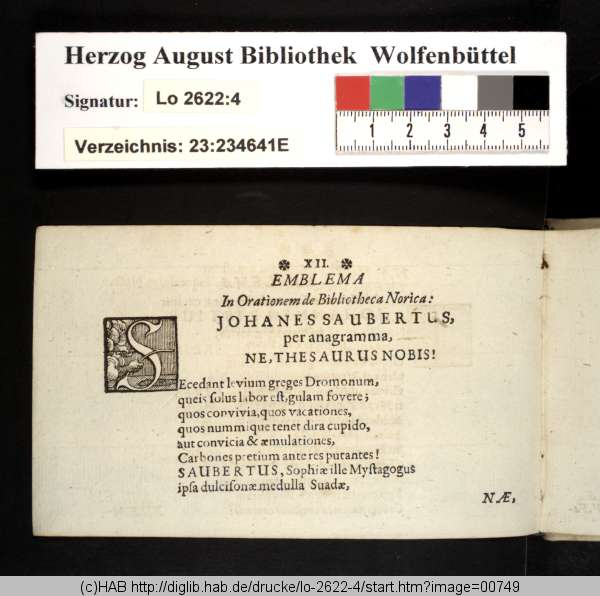 Herzog August Bibliothek Wolfenbüttel
Signatur: Lo 2622:4
Verzeichnis: 23:234641E
1 2 3 4 5
XII.
EMBLEMA
In Orationem de Bibliotheca Norica:
JOHANES SAUBERTUS,
per anagramma,
NE, THESAURUS NOBIS!
SEcedant levium greges Dromonum,
queis ſolus labor eſt, gulam fovere;
quos convivia, quos vacationes,
quos nummique tenet dira cupido,
aut convicia & æmulationes,
Carbones pretium ante res putantes!
SAUBERTUS, Sophiæ ille Myſtagogus
ipſa dulciſonæ medulla Suadæ,
NÆ,
(c)HAB http://diglib.hab.de/drucke/lo-2622-4/start.htm?image=00749